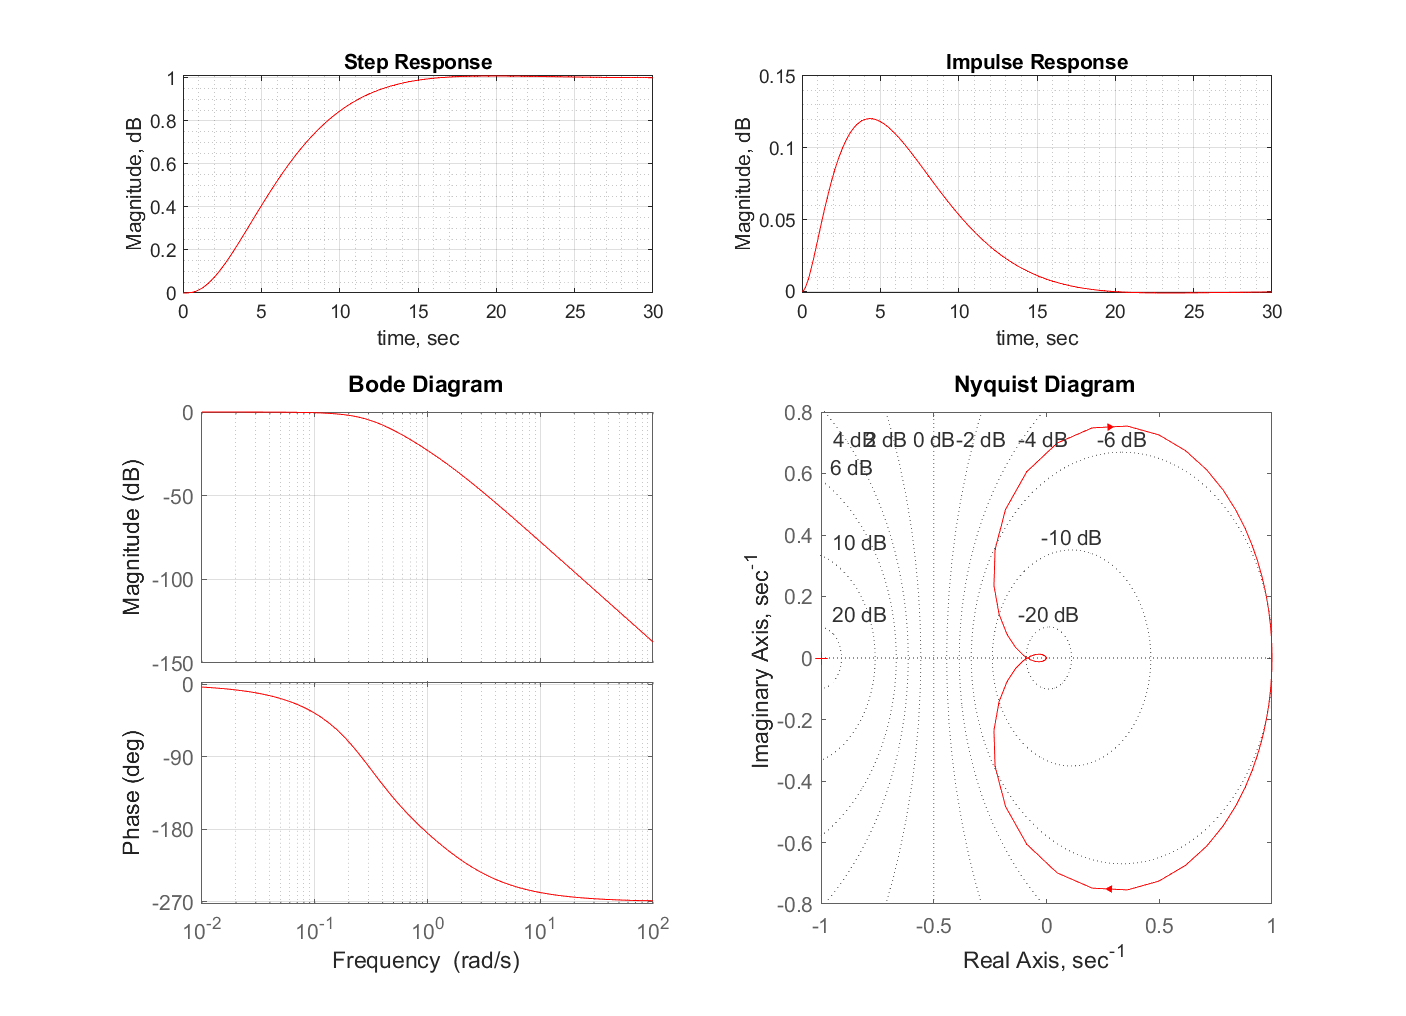 Step Response
Magnitude, dB
1
0.8
0.6
0.4
0.2
0
0 5 10 15 20 25 30
time, sec
Impulse Response
Magnitude, dB
0.15
0.1
0.05
0
0 5 10 15 20 25 30
time, sec
Bode Diagram
Magnitude (dB)
0
-50
-100
-150
Phase (deg)
0
-90
-180
-270
10^-2 10^-1 10^0 10^1 10^2
Frequency (rad/s)
Nyquist Diagram
Imaginary Axis, sec^-1
0.8
0.6
0.4
0.2
0
-0.2
-0.4
-0.6
-0.8
4 dB 2 dB 0 dB -2 dB -4 dB -6 dB
6 dB
10 dB -10 dB
20 dB -20 dB
-1 -0.5 0 0.5 1
Real Axis, sec^-1